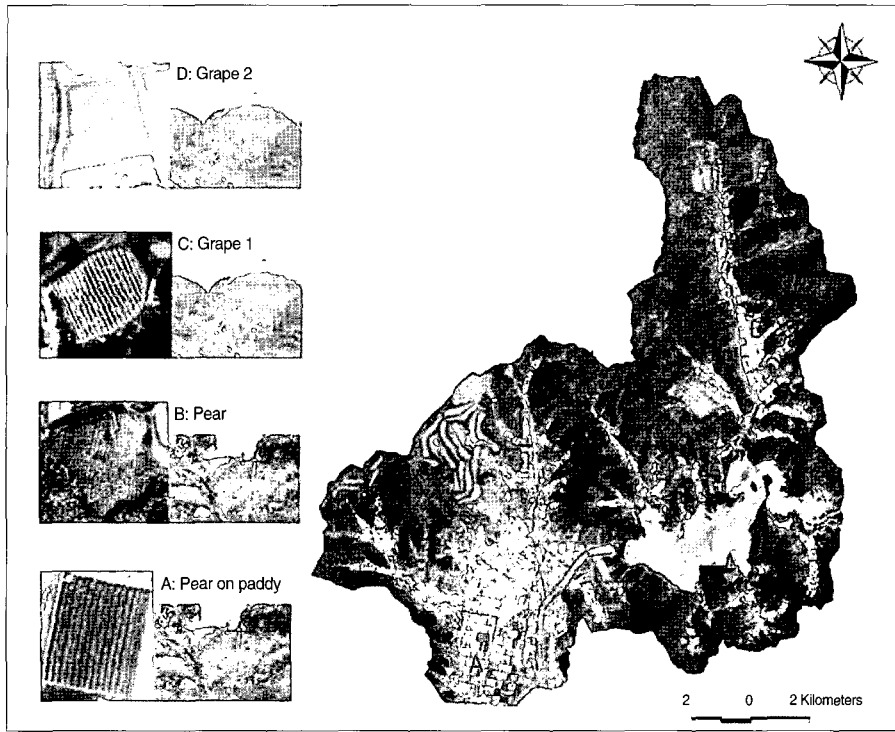 D: Grape 2
C: Grape 1
B: Pear
A: Pear on paddy
A
2 0 2 Kilometers